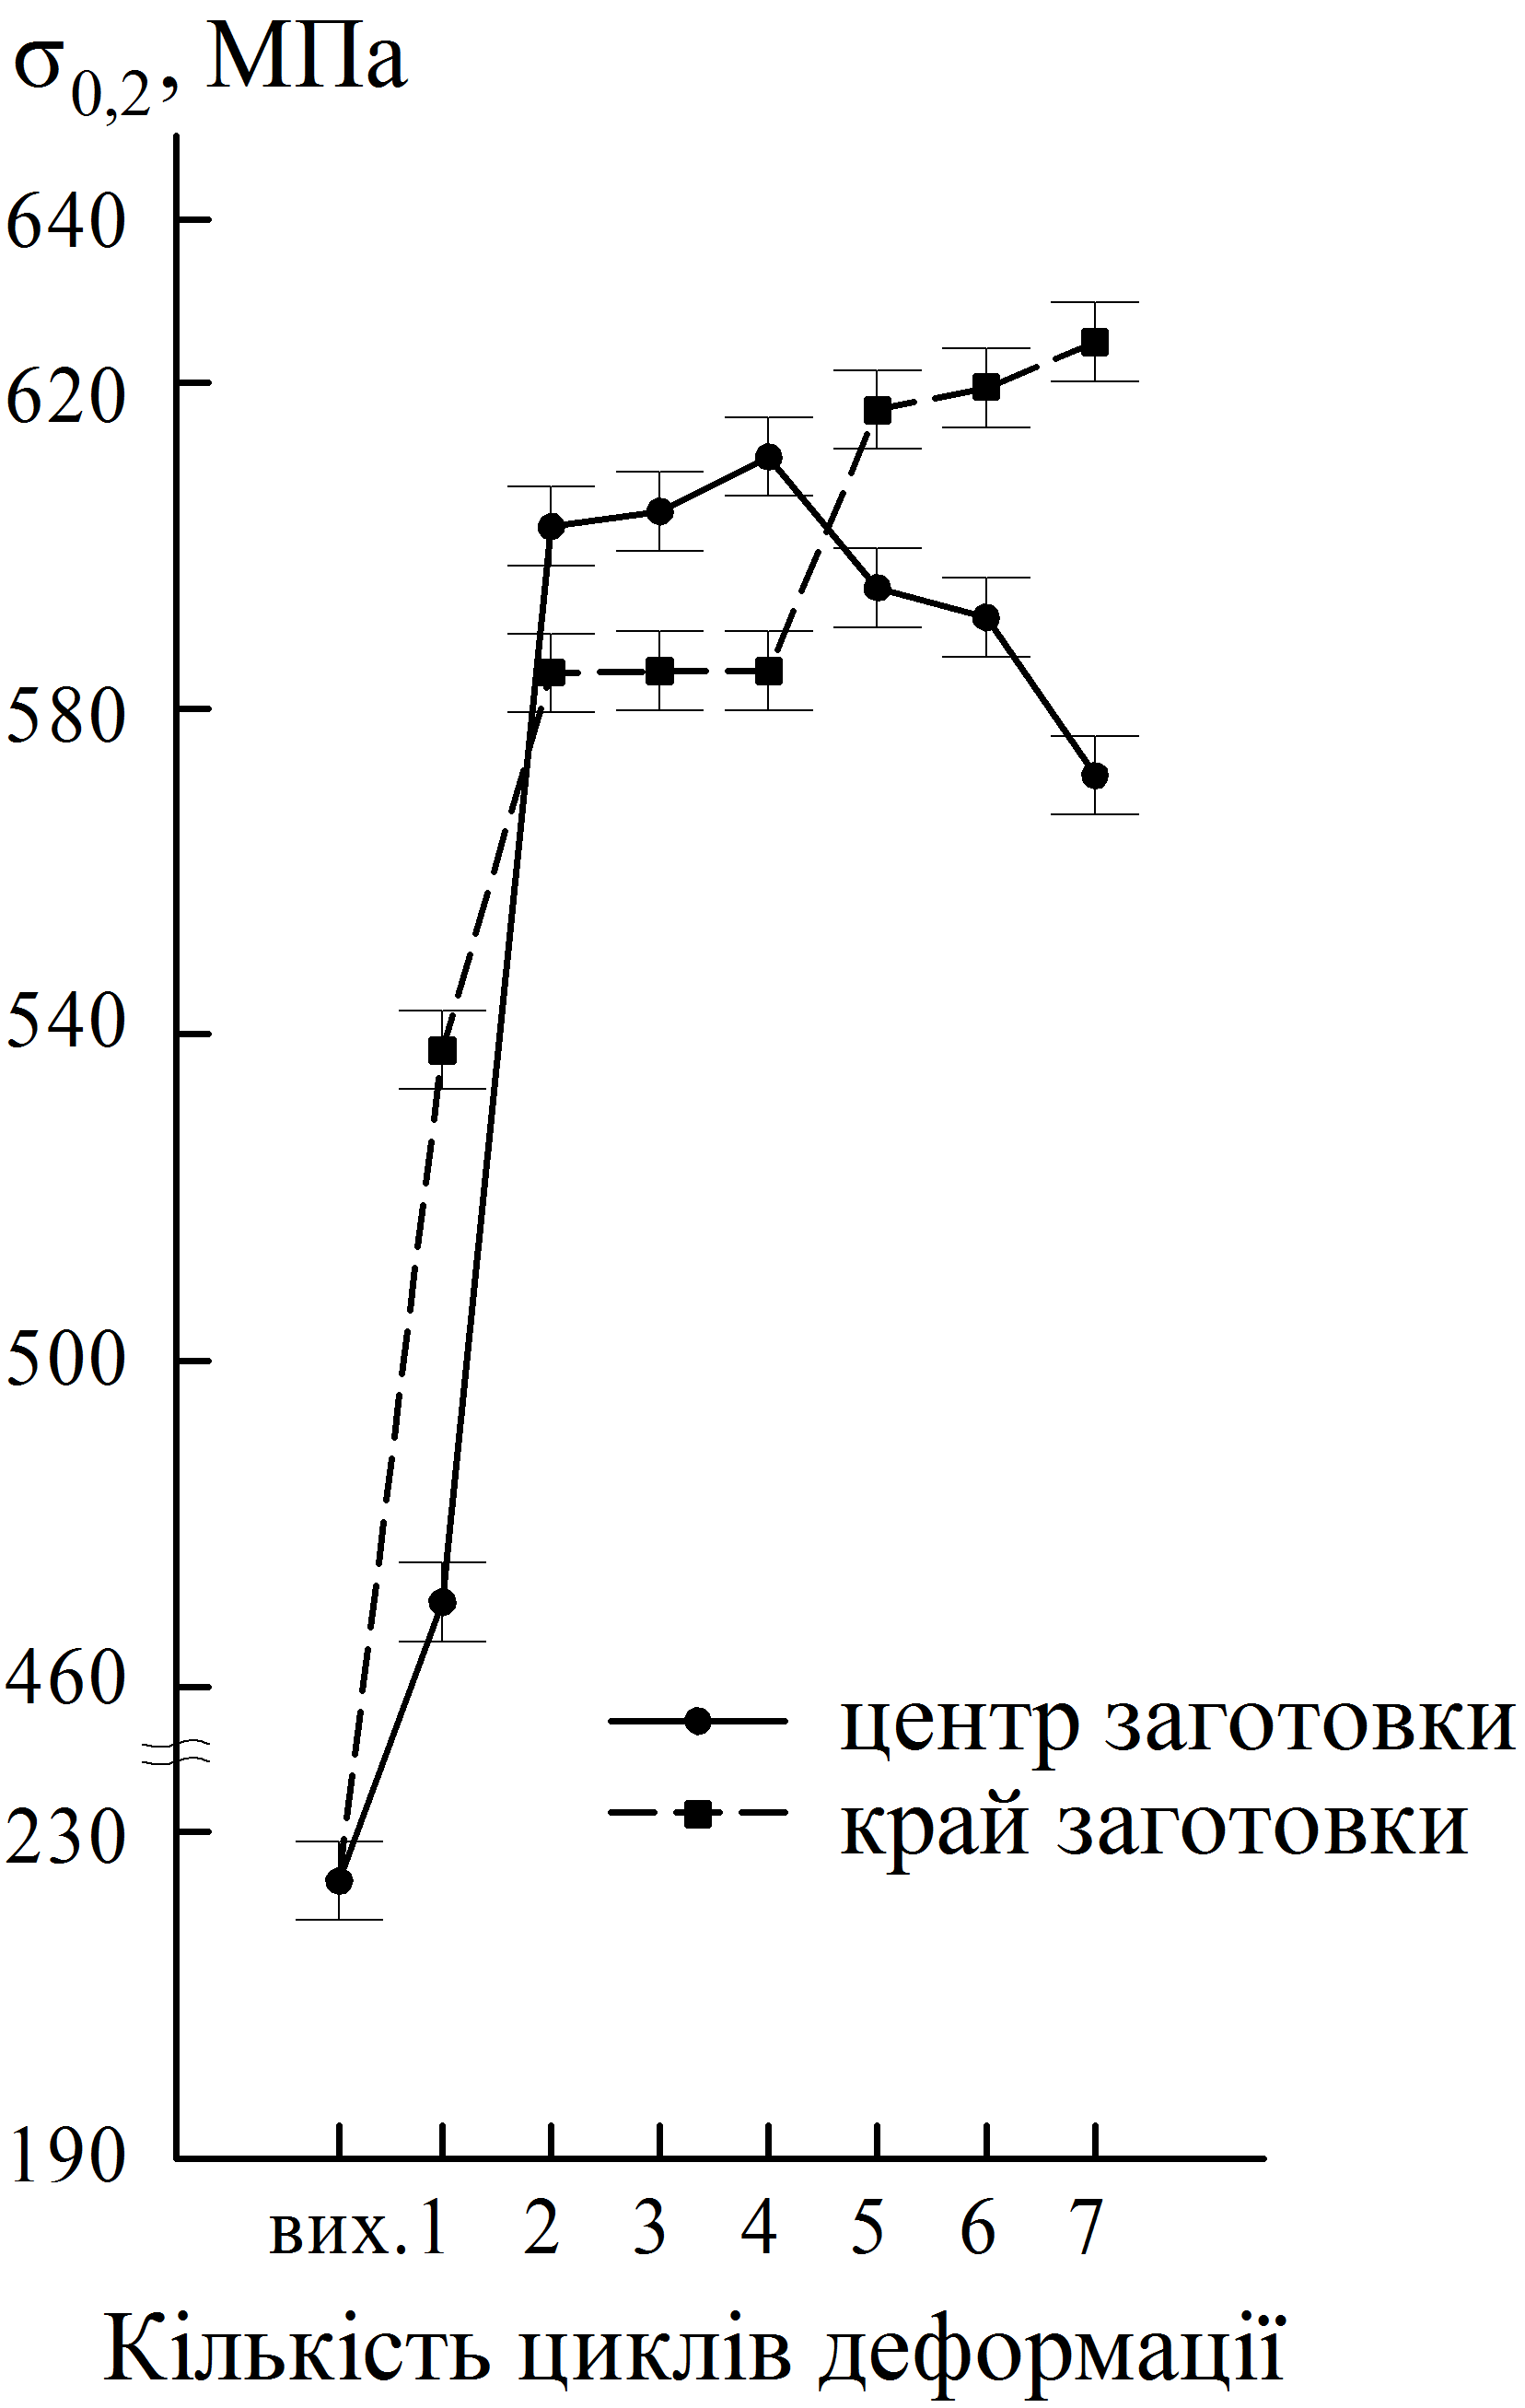 σ0,2, МПа
640
620
580
540
500
460
230
190
центр заготовки
край заготовки
вих. 1 2 3 4 5 6 7
Кількість циклів деформації